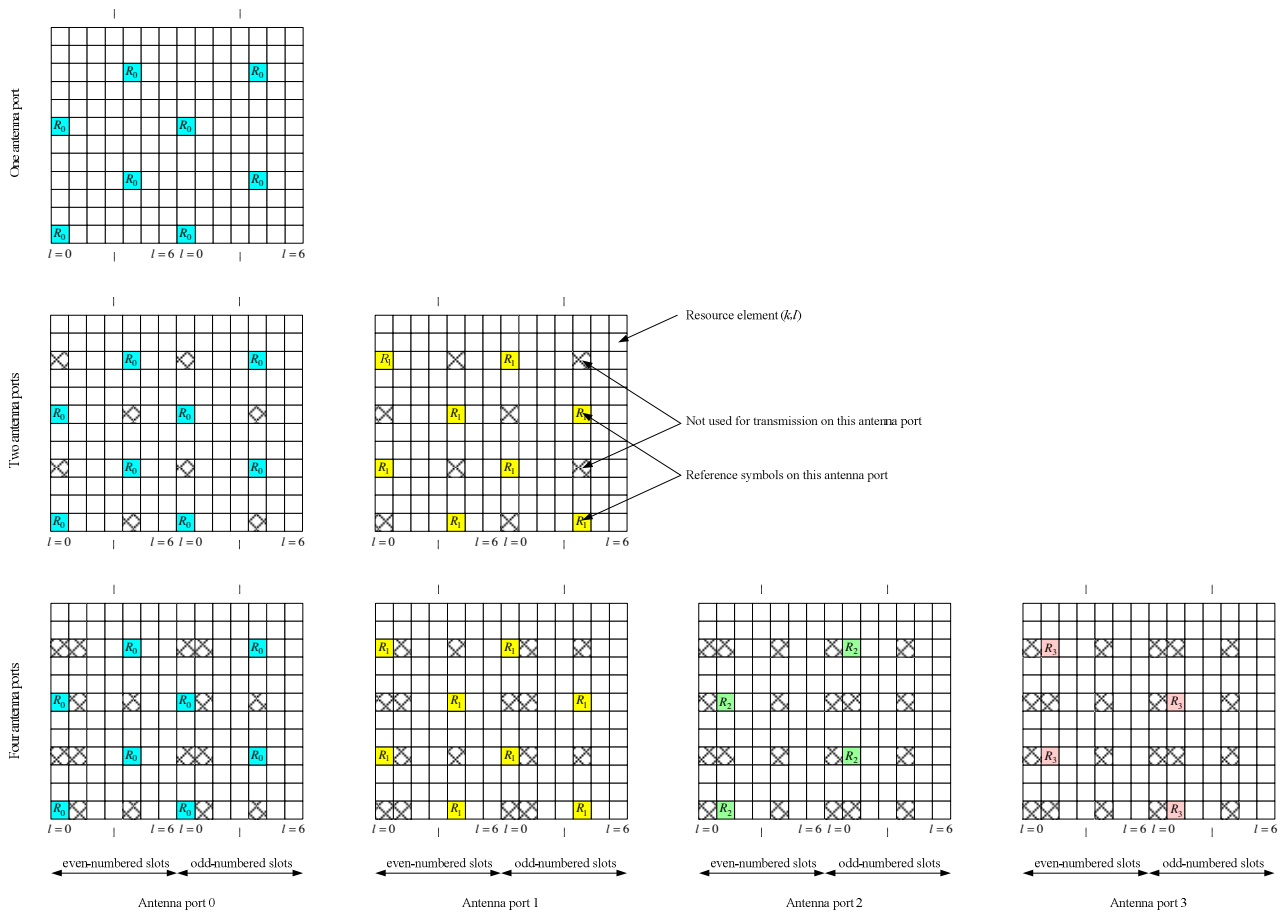 One antenna port
R0 R0
R0 R0
R0 R0
R0 R0
l = 0 l = 6 l = 0 l = 6
Two antenna ports
Resource element (k,l)
R0 R0 R1 R1
R0 R0 R1 R1
Not used for transmission on this antenna port
R0 R0 R1 R1
Reference symbols on this antenna port
R0 R0 R1 R1
l = 0 l = 6 l = 0 l = 6 l = 0 l = 6 l = 0 l = 6
Four antenna ports
R0 R0 R1 R1 R2 R3
R0 R0 R1 R1 R2 R3
R0 R0 R1 R1 R2 R3
R0 R0 R1 R1 R2 R3
l = 0 l = 6 l = 0 l = 6 l = 0 l = 6 l = 0 l = 6 l = 0 l = 6 l = 0 l = 6 l = 0 l = 6 l = 0 l = 6
even-numbered slots odd-numbered slots even-numbered slots odd-numbered slots even-numbered slots odd-numbered slots even-numbered slots odd-numbered slots
Antenna port 0 Antenna port 1 Antenna port 2 Antenna port 3